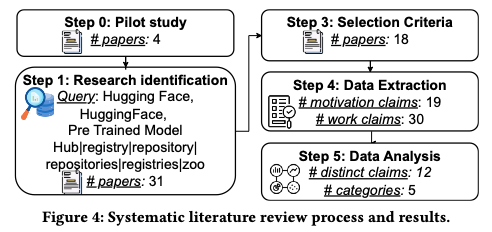 Step 0: Pilot study
# papers: 4
Step 1: Research identification
Query: Hugging Face,
HuggingFace,
Pre Trained Model
Hub|registry|repository|
repositories|registries|zoo
# papers: 31
Step 3: Selection Criteria
# papers: 18
Step 4: Data Extraction
# motivation claims: 19
# work claims: 30
Step 5: Data Analysis
# distinct claims: 12
# categories: 5
Figure 4: Systematic literature review process and results.